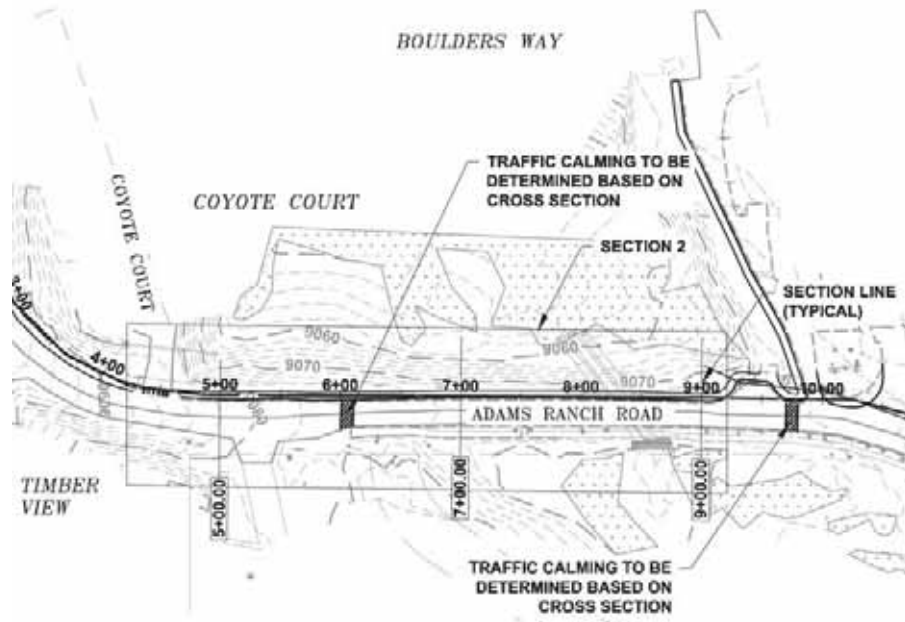 BOULDERS WAY
TRAFFIC CALMING TO BE
DETERMINED BASED ON
CROSS SECTION
COYOTE COURT
COYOTE COURT
SECTION 2
SECTION LINE
(TYPICAL)
9060
9060
9070
9070
4+00
5+00
6+00
7+00
8+00
9+00
10+00
ADAMS RANCH ROAD
TIMBER
VIEW
5+00.00
7+00.00
9+00.00
TRAFFIC CALMING TO BE
DETERMINED BASED ON
CROSS SECTION